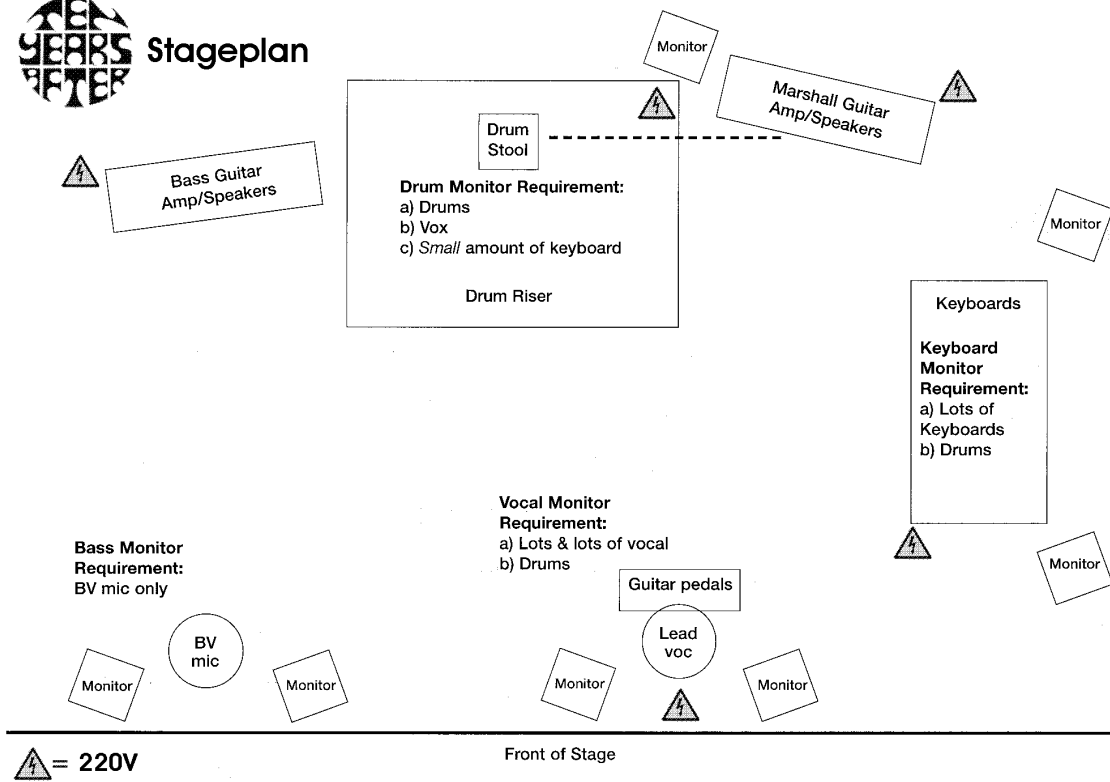 TEN
YEARS
AFTER
Stageplan
Monitor
Marshall Guitar
Amp/Speakers
Drum
Stool
Bass Guitar
Amp/Speakers
Drum Monitor Requirement:
a) Drums
b) Vox
c) Small amount of keyboard
Drum Riser
Monitor
Keyboards
Keyboard
Monitor
Requirement:
a) Lots of
Keyboards
b) Drums
Vocal Monitor
Requirement:
a) Lots & lots of vocal
b) Drums
Bass Monitor
Requirement:
BV mic only
Guitar pedals
Monitor
BV
mic
Lead
voc
Monitor
Monitor
Monitor
Monitor
Front of Stage
= 220V